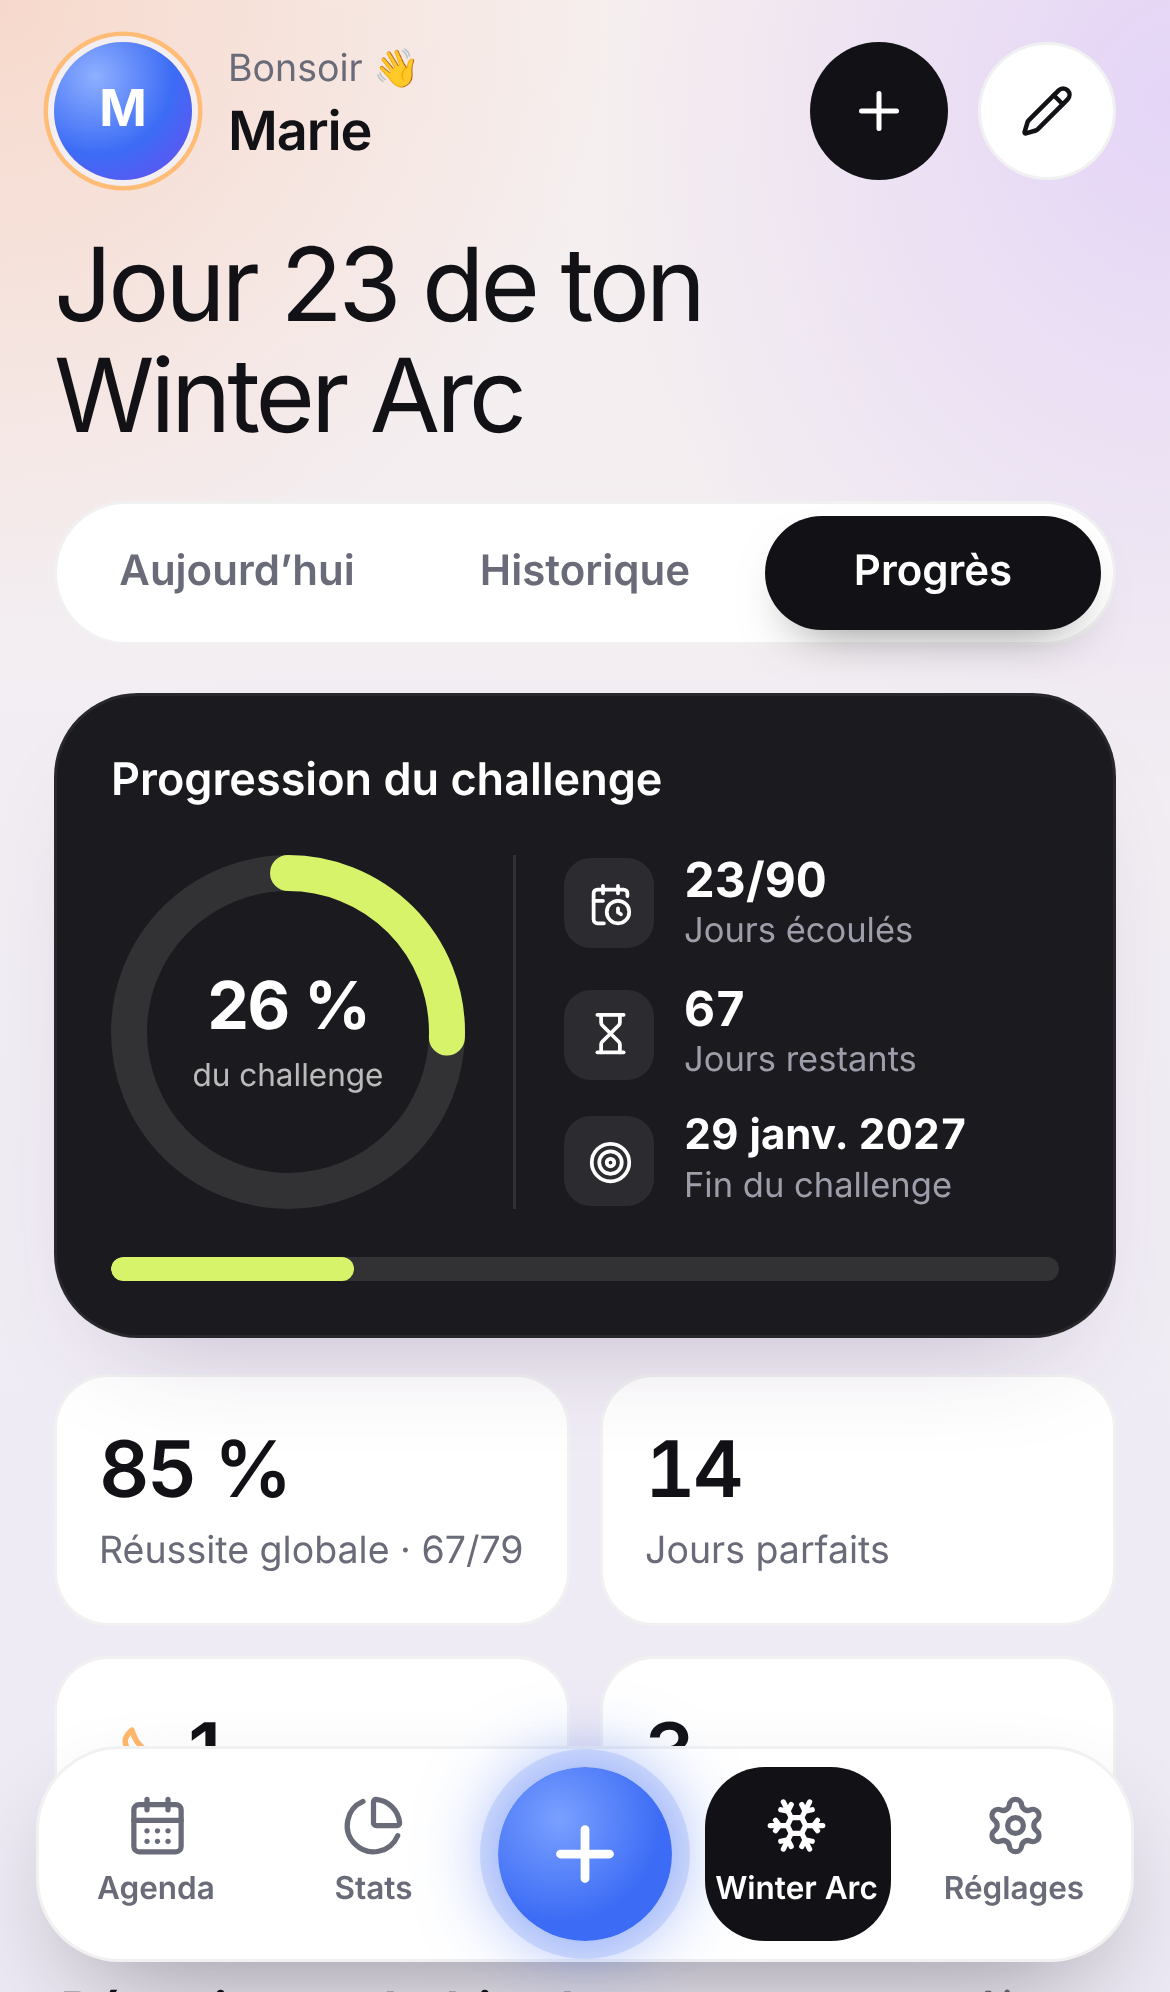 M
Bonsoir 👋
Marie
Jour 23 de ton
Winter Arc
Aujourd’hui
Historique
Progrès
Progression du challenge
26 %
du challenge
23/90
Jours écoulés
67
Jours restants
29 janv. 2027
Fin du challenge
85 %
Réussite globale · 67/79
14
Jours parfaits
1
Agenda
Stats
Winter Arc
Réglages